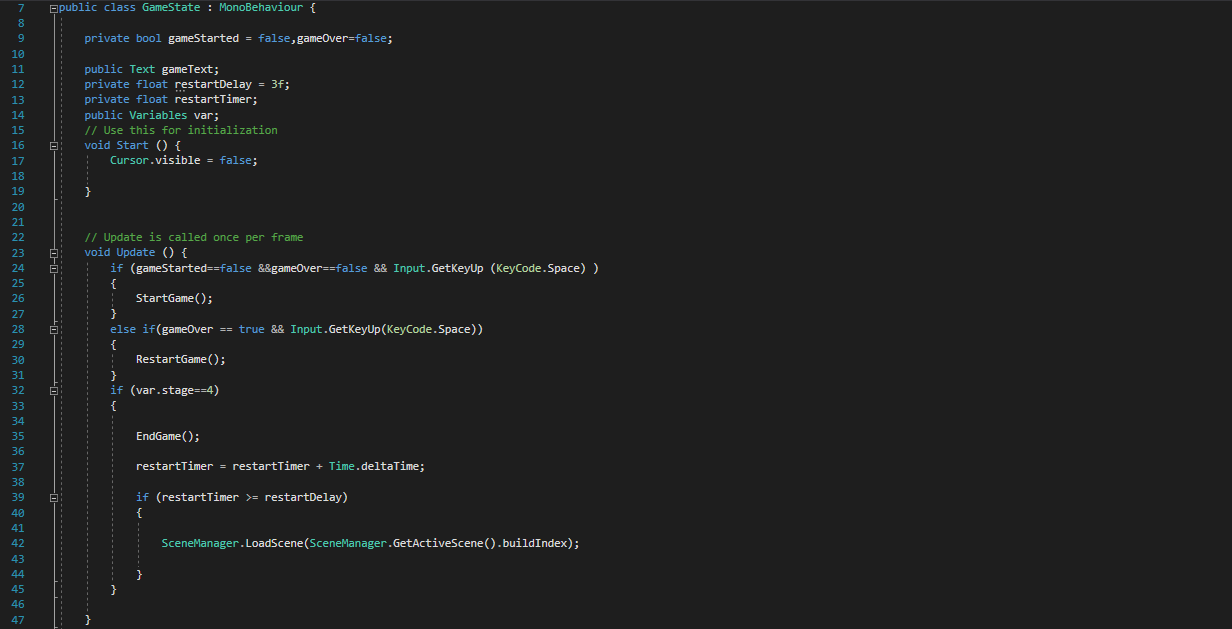 7 public class GameState : MonoBehaviour {
8
9 private bool gameStarted = false,gameOver=false;
10
11 public Text gameText;
12 private float restartDelay = 3f;
13 private float restartTimer;
14 public Variables var;
15 // Use this for initialization
16 void Start () {
17 Cursor.visible = false;
18
19 }
20
21
22 // Update is called once per frame
23 void Update () {
24 if (gameStarted==false &&gameOver==false && Input.GetKeyUp (KeyCode.Space) )
25 {
26 StartGame();
27 }
28 else if(gameOver == true && Input.GetKeyUp(KeyCode.Space))
29 {
30 RestartGame();
31 }
32 if (var.stage==4)
33 {
34
35 EndGame();
36
37 restartTimer = restartTimer + Time.deltaTime;
38
39 if (restartTimer >= restartDelay)
40 {
41
42 SceneManager.LoadScene(SceneManager.GetActiveScene().buildIndex);
43
44 }
45 }
46
47 }